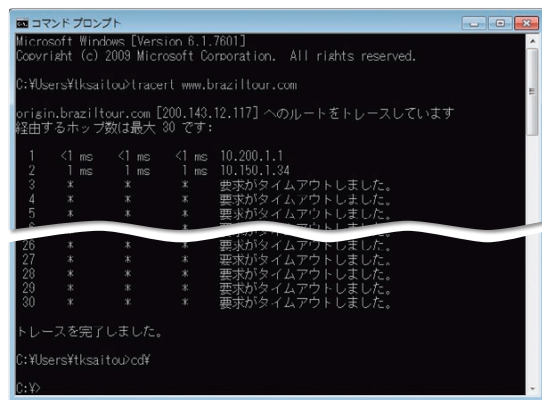 コマンド プロンプト
Microsoft Windows [Version 6.1.7601]
Copyright (c) 2009 Microsoft Corporation.  All rights reserved.
C:¥Users¥tksaitou>tracert www.braziltour.com
origin.braziltour.com [200.143.12.117] へのルートをトレースしています
経由するホップ数は最大 30 です:
1 <1 ms <1 ms <1 ms 10.200.1.1
2 1 ms 1 ms 1 ms 10.150.1.34
3 * * * 要求がタイムアウトしました。
4 * * * 要求がタイムアウトしました。
5 * * * 要求がタイムアウトしました。
26 * * * 要求がタイムアウトしました。
27 * * * 要求がタイムアウトしました。
28 * * * 要求がタイムアウトしました。
29 * * * 要求がタイムアウトしました。
30 * * * 要求がタイムアウトしました。
トレースを完了しました。
C:¥Users¥tksaitou>cd¥
C:¥>